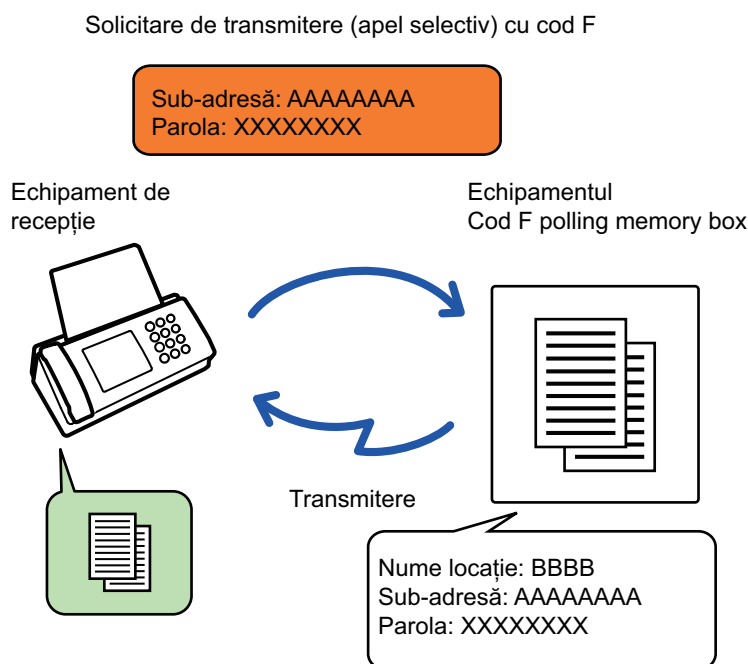 Solicitare de transmitere (apel selectiv) cu cod F
Sub-adresă: AAAAAAAA
Parola: XXXXXXXX
Echipament de
recepție
Echipamentul
Cod F polling memory box
Transmitere
Nume locație: BBBB
Sub-adresă: AAAAAAAA
Parola: XXXXXXXX